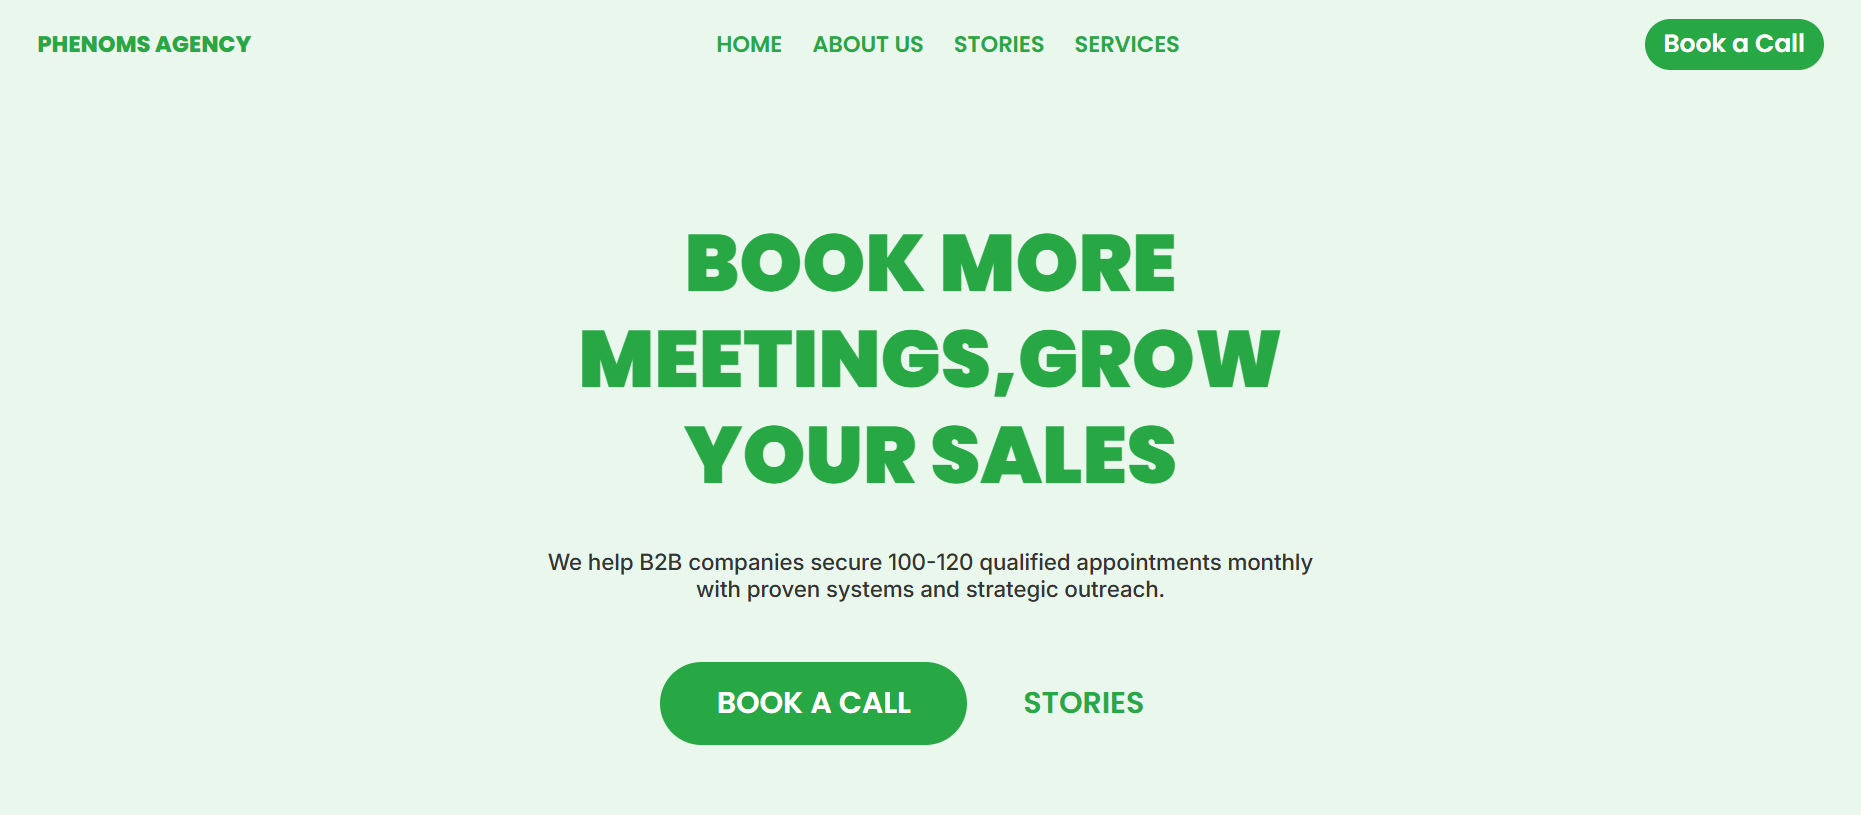 PHENOMS AGENCY
HOME ABOUT US STORIES SERVICES
Book a Call
BOOK MORE
MEETINGS,GROW
YOUR SALES
We help B2B companies secure 100-120 qualified appointments monthly
with proven systems and strategic outreach.
BOOK A CALL
STORIES